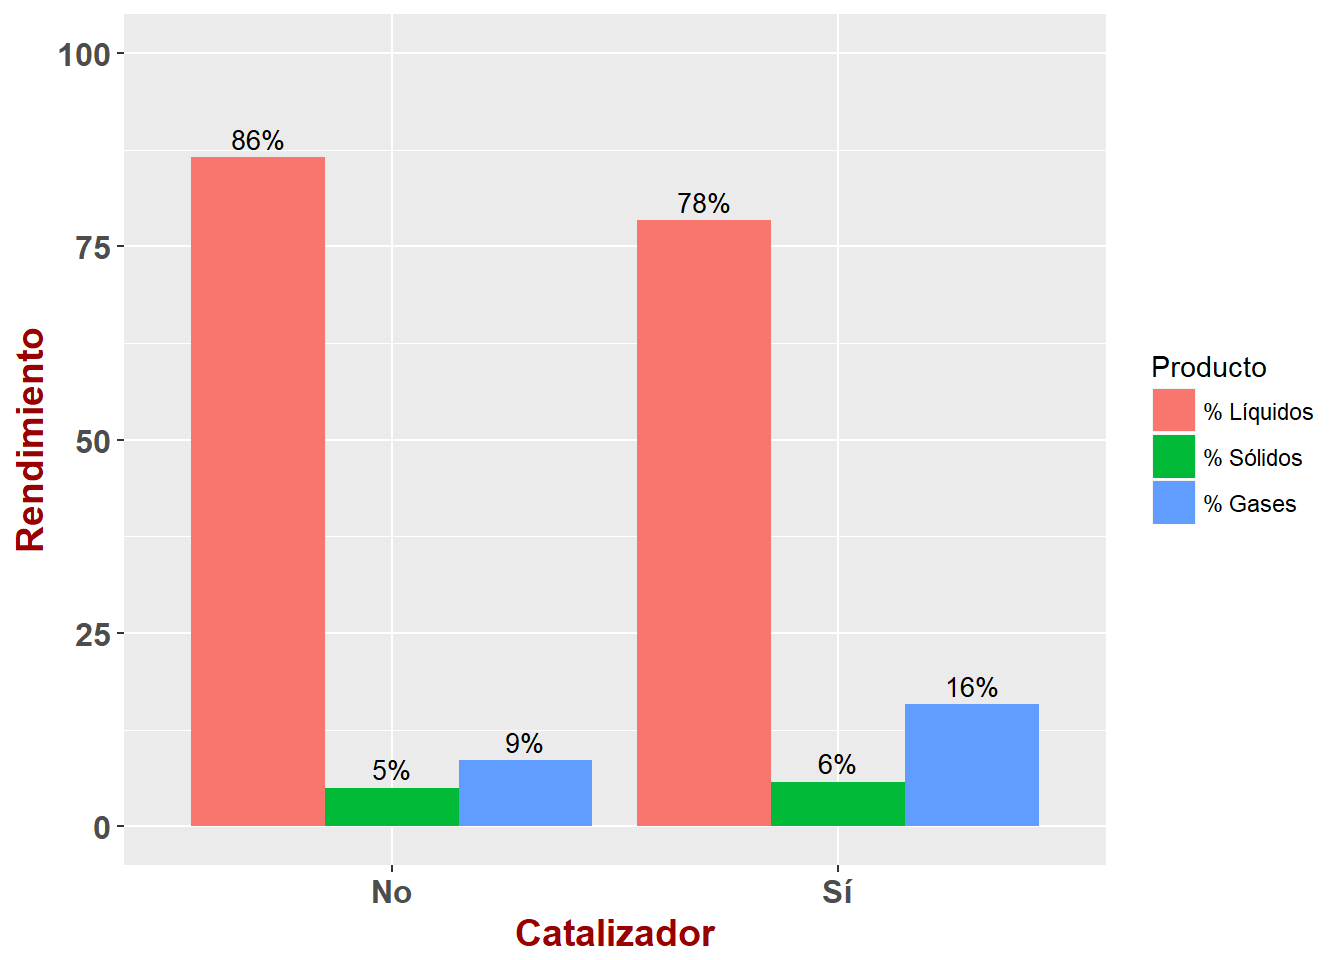 100
75
50
25
0
Rendimiento
86%
5%
9%
78%
6%
16%
No
Sí
Catalizador
Producto
% Líquidos
% Sólidos
% Gases